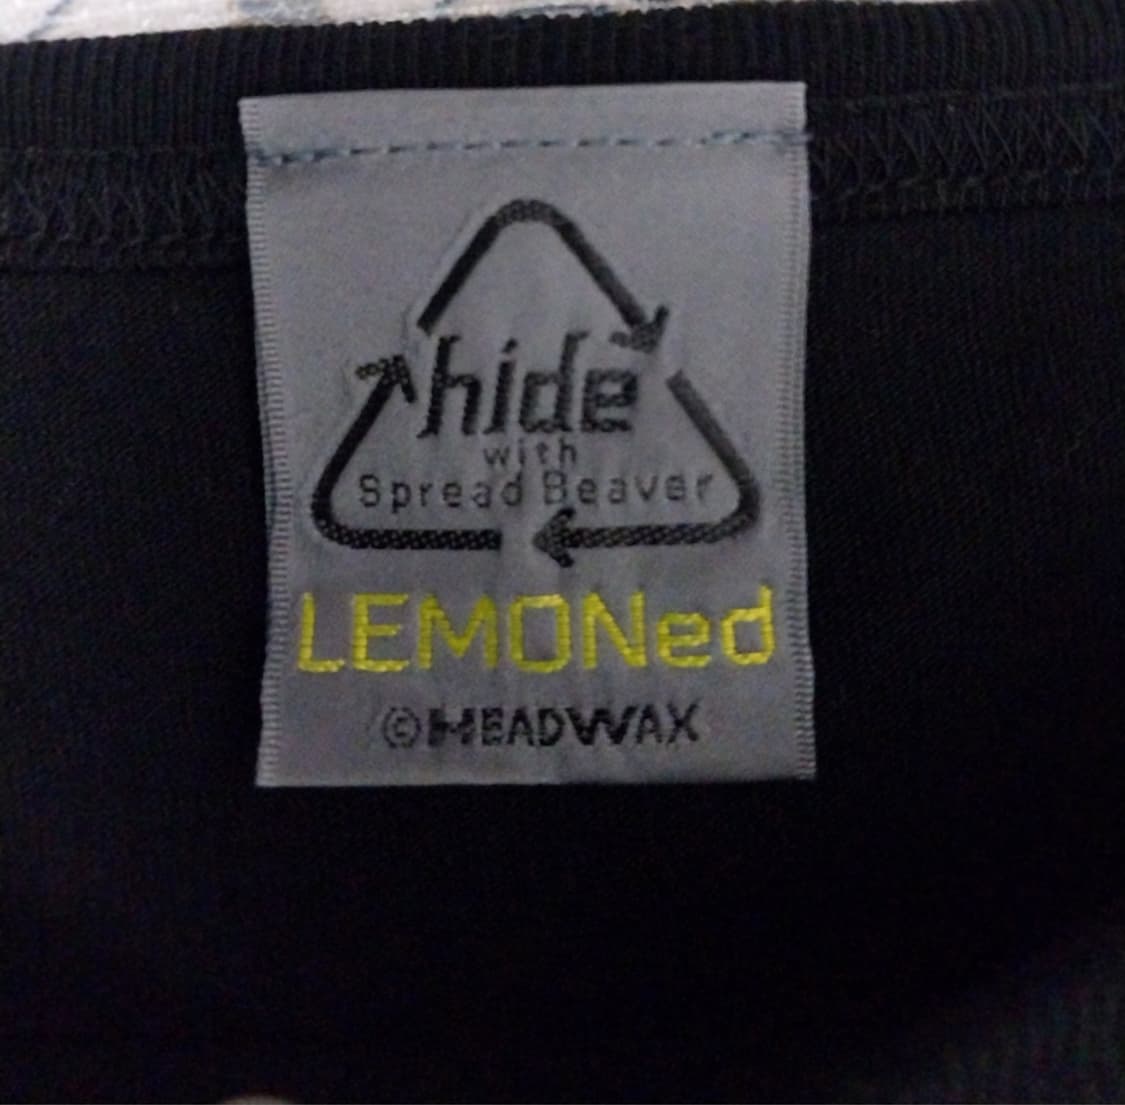 hide
with
Spread Beaver
LEMONed
©HEADWAX